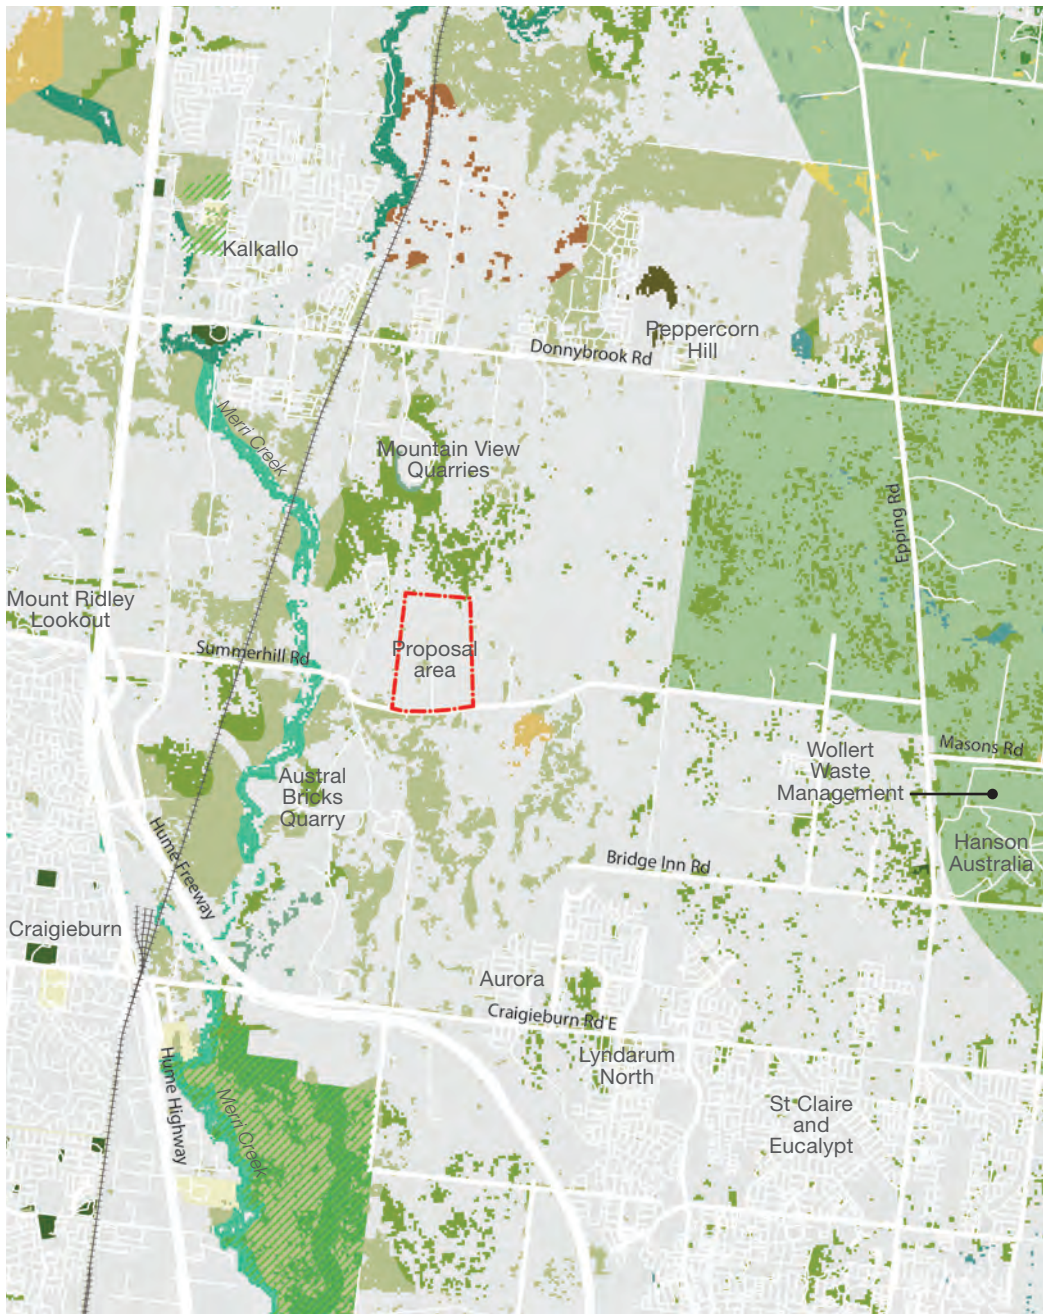 Kalkallo
Peppercorn
Hill
Donnybrook Rd
Merri Creek
Mountain View
Quarries
Epping Rd
Mount Ridley
Lookout
Summerhill Rd
Proposal
area
Wollert
Waste
Management
Masons Rd
Austral
Bricks
Quarry
Hanson
Australia
Hume Freeway
Bridge Inn Rd
Craigieburn
Aurora
Craigieburn Rd E
Lyndarum
North
Hume Highway
Merri Creek
St Claire
and
Eucalypt